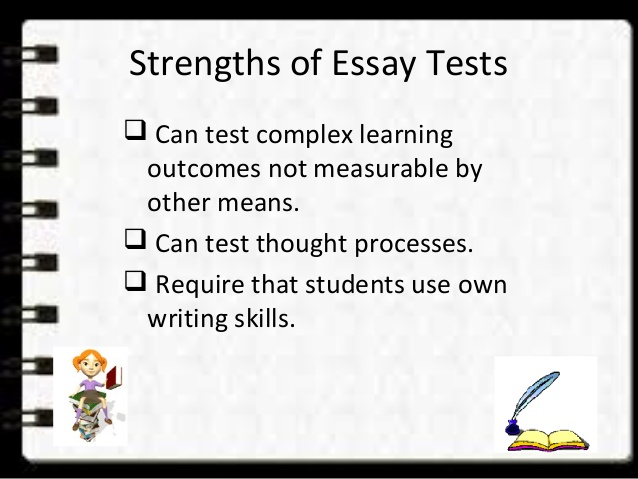 Strengths of Essay Tests
❑ Can test complex learning
outcomes not measurable by
other means.
❑ Can test thought processes.
❑ Require that students use own
writing skills.